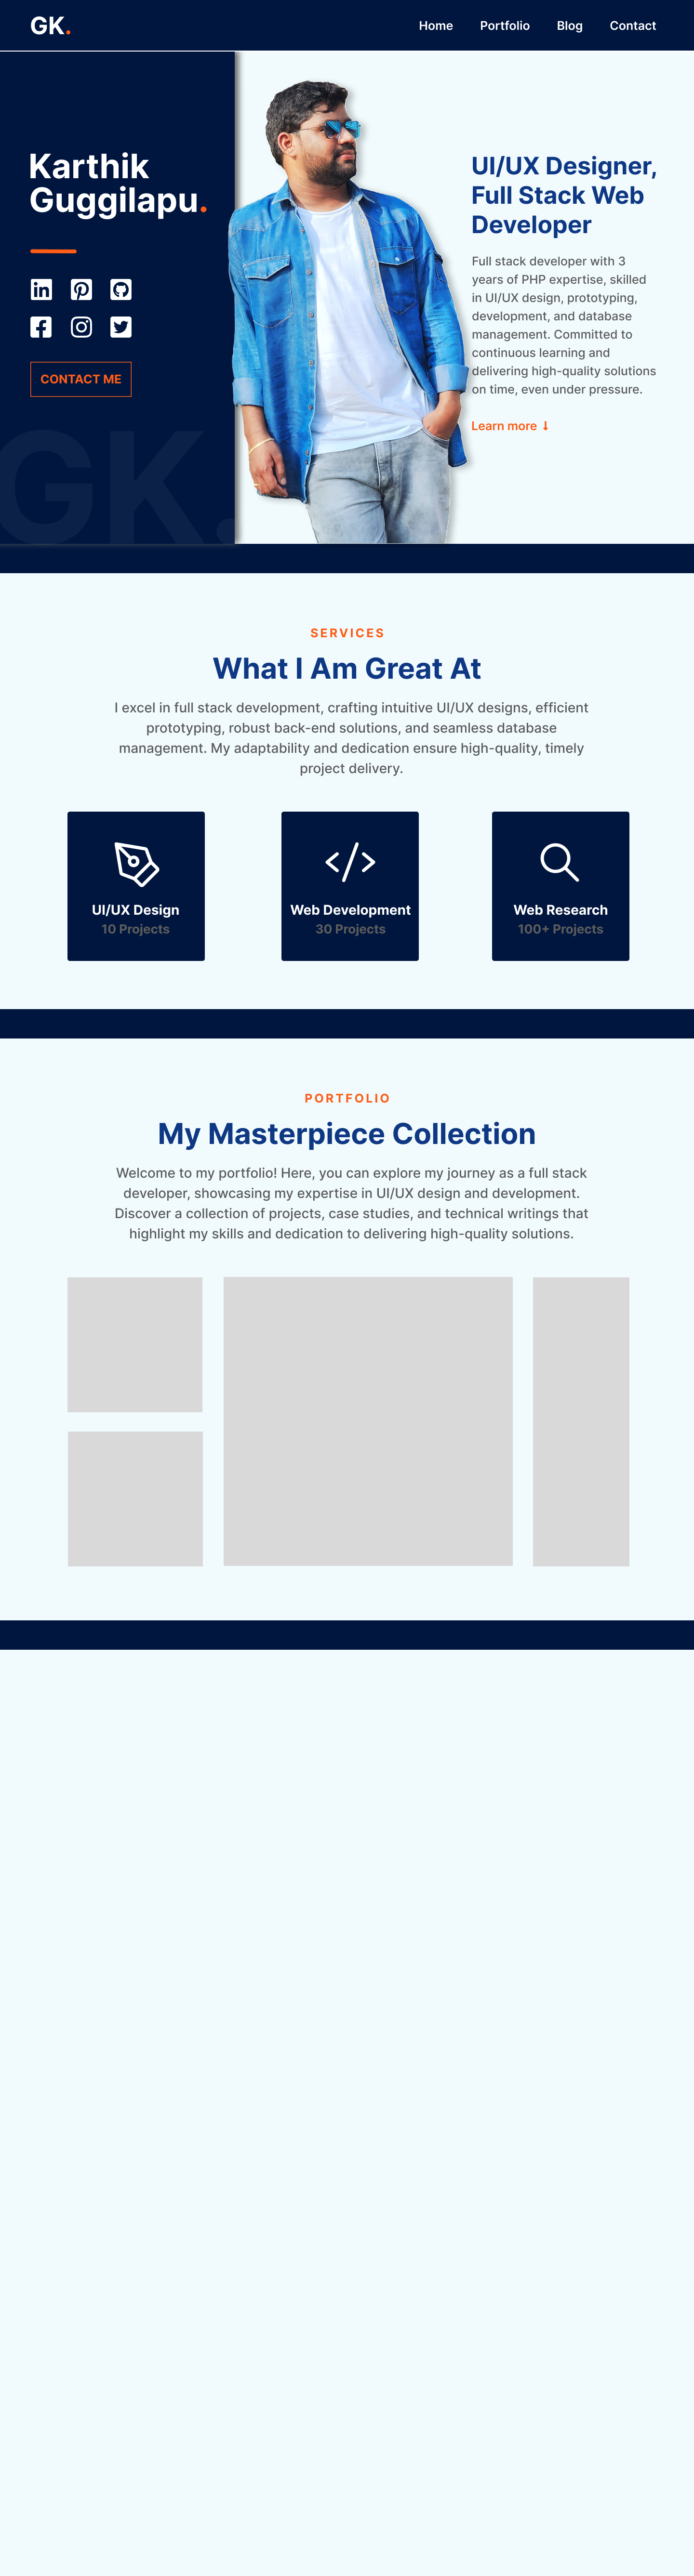 GK.
Home Portfolio Blog Contact
Karthik
Guggilapu.
CONTACT ME
GK.
UI/UX Designer,
Full Stack Web
Developer
Full stack developer with 3
years of PHP expertise, skilled
in UI/UX design, prototyping,
development, and database
management. Committed to
continuous learning and
delivering high-quality solutions
on time, even under pressure.
Learn more ↓
SERVICES
What I Am Great At
I excel in full stack development, crafting intuitive UI/UX designs, efficient
prototyping, robust back-end solutions, and seamless database
management. My adaptability and dedication ensure high-quality, timely
project delivery.
UI/UX Design
10 Projects
Web Development
30 Projects
Web Research
100+ Projects
PORTFOLIO
My Masterpiece Collection
Welcome to my portfolio! Here, you can explore my journey as a full stack
developer, showcasing my expertise in UI/UX design and development.
Discover a collection of projects, case studies, and technical writings that
highlight my skills and dedication to delivering high-quality solutions.